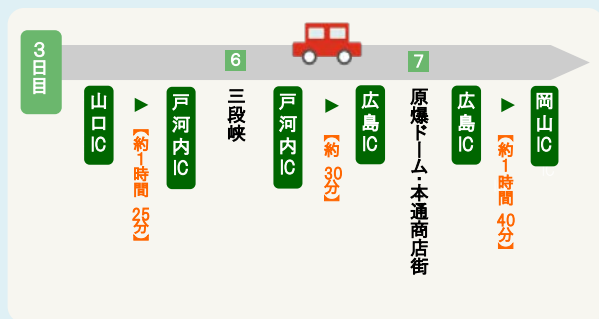 3日目
山口IC
▶
【約1時間25分】
戸河内IC
6
三段峡
戸河内IC
▶
【約30分】
広島IC
7
原爆ドーム・本通商店街
広島IC
▶
【約1時間40分】
岡山IC